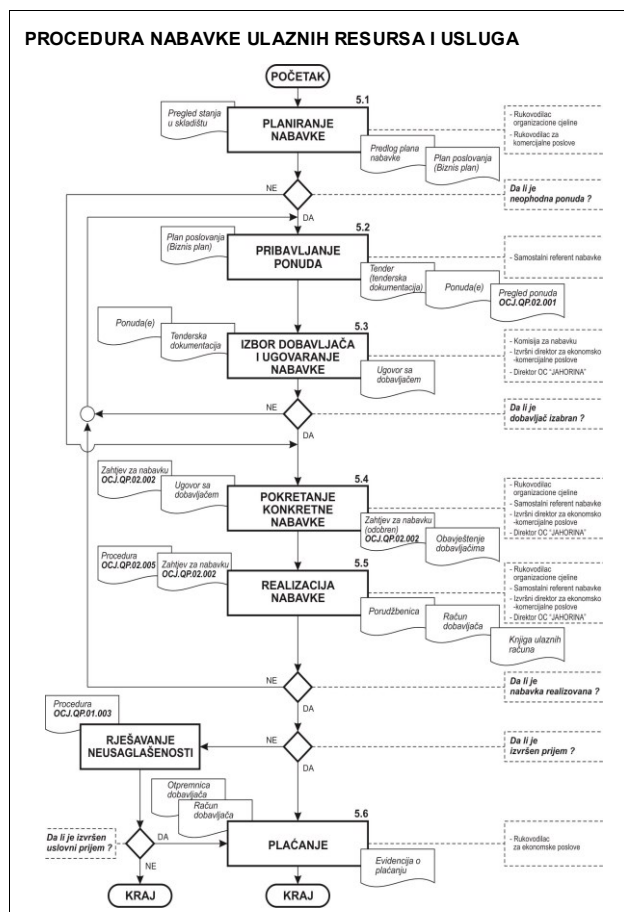 PROCEDURA NABAVKE ULAZNIH RESURSA I USLUGA
POČETAK
5.1
Pregled stanja
u skladištu
PLANIRANJE
NABAVKE
- Rukovodilac
organizacione cjeline
- Rukovodilac za
komercijalne poslove
Predlog plana
nabavke
Plan poslovanja
(Biznis plan)
NE
DA
Da li je
neophodna ponuda ?
5.2
Plan poslovanja
(Biznis plan)
PRIBAVLJANJE
PONUDA
- Samostalni referent nabavke
Tender
(tenderska
dokumentacija)
Ponuda(e)
Pregled ponuda
OCJ.QP.02.001
5.3
Ponuda(e)
Tenderska
dokumentacija
IZBOR DOBAVLJAČA
I UGOVARANJE
NABAVKE
- Komisija za nabavku
- Izvršni direktor za ekonomsko
-komercijalne poslove
- Direktor OC "JAHORINA"
Ugovor sa
dobavljačem
NE
DA
Da li je
dobavljač izabran ?
5.4
Zahtjev za nabavku
OCJ.QP.02.002
Ugovor sa
dobavljačem
POKRETANJE
KONKRETNE
NABAVKE
- Rukovodilac
organizacione cjeline
- Samostalni referent nabavke
- Izvršni direktor za ekonomsko
-komercijalne poslove
- Direktor OC "JAHORINA"
Zahtjev za nabavku
(odobren)
OCJ.QP.02.002
Obavještenje
dobavljačima
5.5
Procedura
OCJ.QP.02.005
Zahtjev za nabavku
OCJ.QP.02.002
REALIZACIJA
NABAVKE
- Rukovodilac
organizacione cjeline
- Samostalni referent nabavke
- Izvršni direktor za ekonomsko
-komercijalne poslove
- Direktor OC "JAHORINA"
Porudžbenica
Račun
dobavljača
Knjiga ulaznih
računa
NE
DA
Da li je
nabavka realizovana ?
Procedura
OCJ.QP.01.003
RJEŠAVANJE
NEUSAGLAŠENOSTI
NE
DA
Da li je
izvršen prijem ?
Otpremnica
dobavljača
Račun
dobavljača
5.6
Da li je izvršen
uslovni prijem ?
DA
NE
PLAĆANJE
- Rukovodilac
za ekonomske poslove
Evidencija o
plaćanju
KRAJ
KRAJ